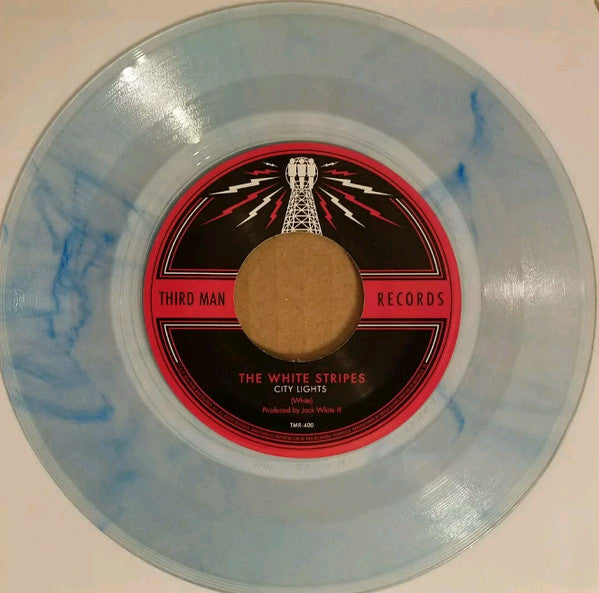 THIRD MAN RECORDS
THE WHITE STRIPES
CITY LIGHTS
(White)
Produced by Jack White III
TMR-400